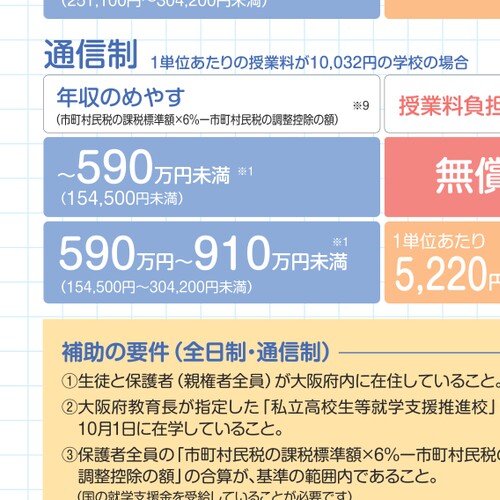 (251,100円～304,200円未満)
通信制 1単位あたりの授業料が10,032円の学校の場合
年収のめやす ※9
(市町村民税の課税標準額×6%ー市町村民税の調整控除の額)
授業料負担
～590万円未満 ※1
(154,500円未満)
無償
590万円～910万円未満 ※1
(154,500円～304,200円未満)
1単位あたり
5,220円
補助の要件(全日制・通信制)
①生徒と保護者(親権者全員)が大阪府内に在住していること。
②大阪府教育長が指定した「私立高校生等就学支援推進校」
10月1日に在学していること。
③保護者全員の「市町村民税の課税標準額×6%ー市町村民税の
調整控除の額」の合算が、基準の範囲内であること。
(国の就学支援金を受給していることが必要です)